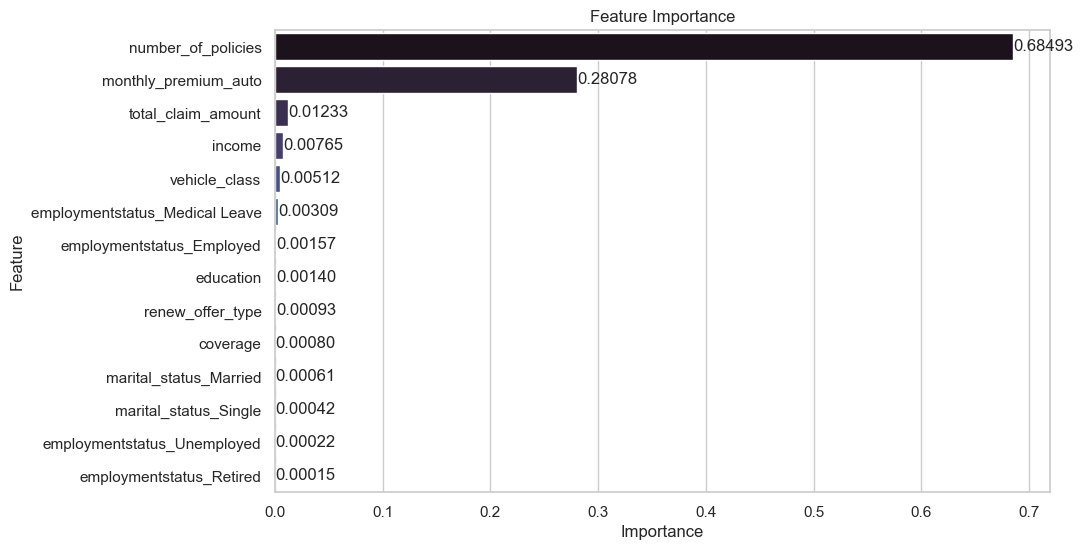 Feature Importance
number_of_policies 0.68493
monthly_premium_auto 0.28078
total_claim_amount 0.01233
income 0.00765
vehicle_class 0.00512
employmentstatus_Medical Leave 0.00309
employmentstatus_Employed 0.00157
education 0.00140
renew_offer_type 0.00093
coverage 0.00080
marital_status_Married 0.00061
marital_status_Single 0.00042
employmentstatus_Unemployed 0.00022
employmentstatus_Retired 0.00015
Feature
0.0 0.1 0.2 0.3 0.4 0.5 0.6 0.7
Importance